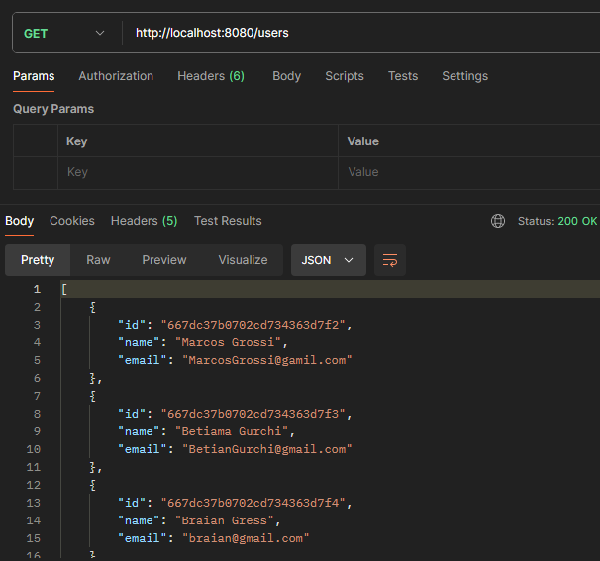 GET http://localhost:8080/users
Params Authorization Headers (6) Body Scripts Tests Settings
Query Params
Key Value
Key Value
Body Cookies Headers (5) Test Results Status: 200 OK
Pretty Raw Preview Visualize JSON
1 [
2 {
3 "id": "667dc37b0702cd734363d7f2",
4 "name": "Marcos Grossi",
5 "email": "MarcosGrossi@gamil.com"
6 },
7 {
8 "id": "667dc37b0702cd734363d7f3",
9 "name": "Betiama Gurchi",
10 "email": "BetianGurchi@gmail.com"
11 },
12 {
13 "id": "667dc37b0702cd734363d7f4",
14 "name": "Braian Gress",
15 "email": "braian@gmail.com"
16 }